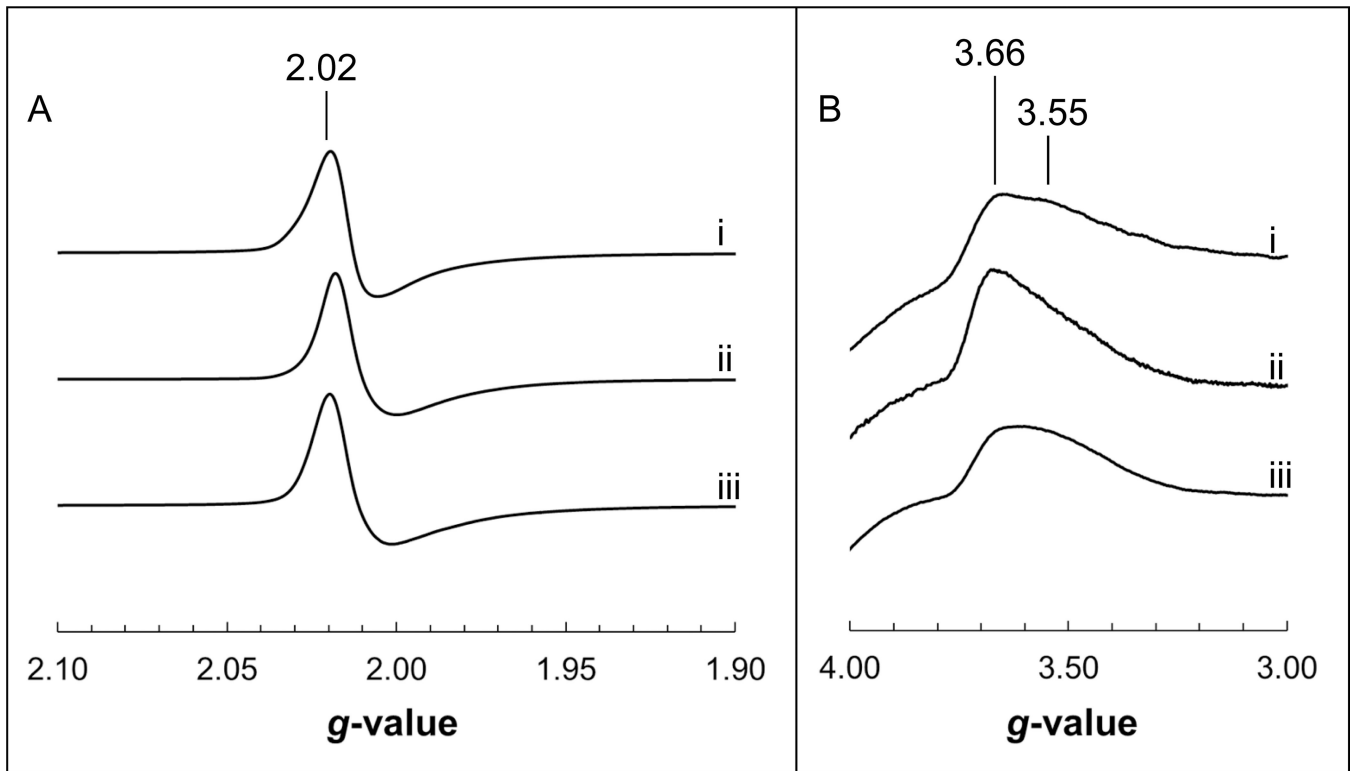 A
2.02
i
ii
iii
2.10 2.05 2.00 1.95 1.90
g-value
B
3.66
3.55
i
ii
iii
4.00 3.50 3.00
g-value